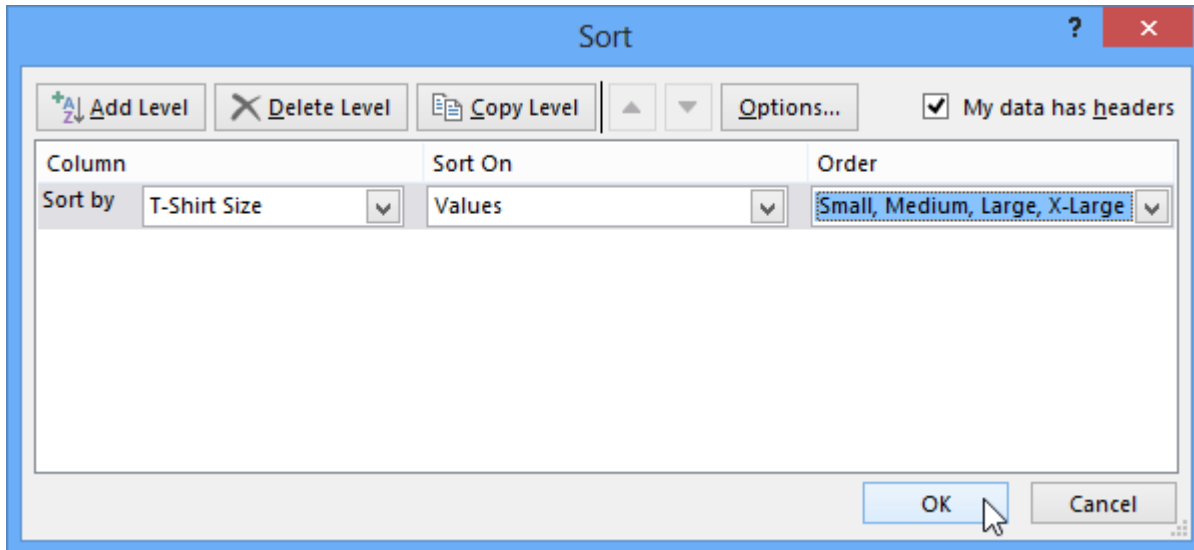 Sort ?
Add Level Delete Level Copy Level Options... My data has headers
Column Sort On Order
Sort by T-Shirt Size Values Small, Medium, Large, X-Large
OK Cancel